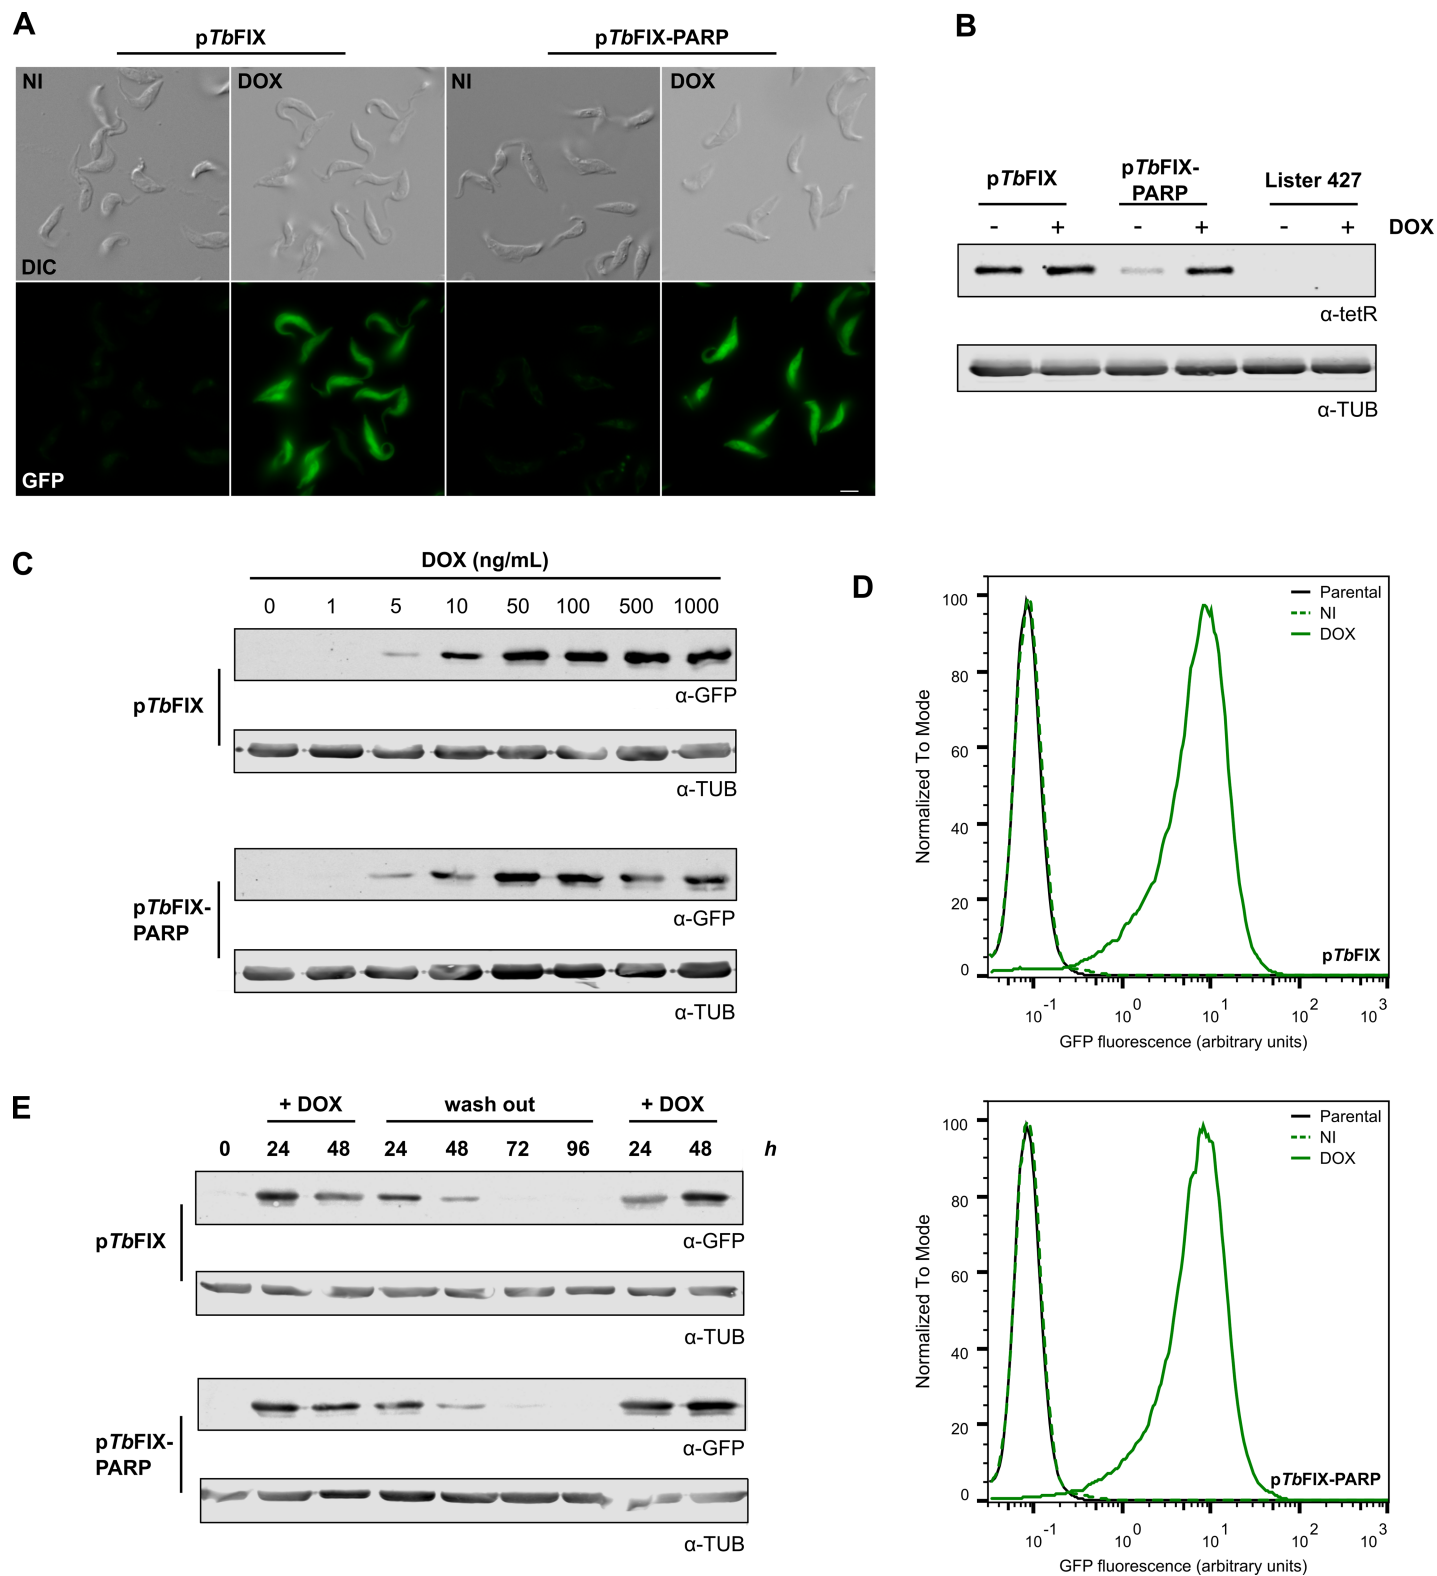 A
pTbFIX
pTbFIX-PARP
NI
DOX
NI
DOX
DIC
GFP
B
pTbFIX
pTbFIX-
PARP
Lister 427
- + - + - + DOX
α-tetR
α-TUB
C
DOX (ng/mL)
0 1 5 10 50 100 500 1000
pTbFIX
α-GFP
α-TUB
pTbFIX-
PARP
α-GFP
α-TUB
D
Parental
NI
DOX
100
80
60
40
20
0
Normalized To Mode
pTbFIX
10-1 100 101 102 103
GFP fluorescence (arbitrary units)
Parental
NI
DOX
100
80
60
40
20
0
Normalized To Mode
pTbFIX-PARP
10-1 100 101 102 103
GFP fluorescence (arbitrary units)
E
+ DOX wash out + DOX
0 24 48 24 48 72 96 24 48 h
pTbFIX
α-GFP
α-TUB
pTbFIX-
PARP
α-GFP
α-TUB